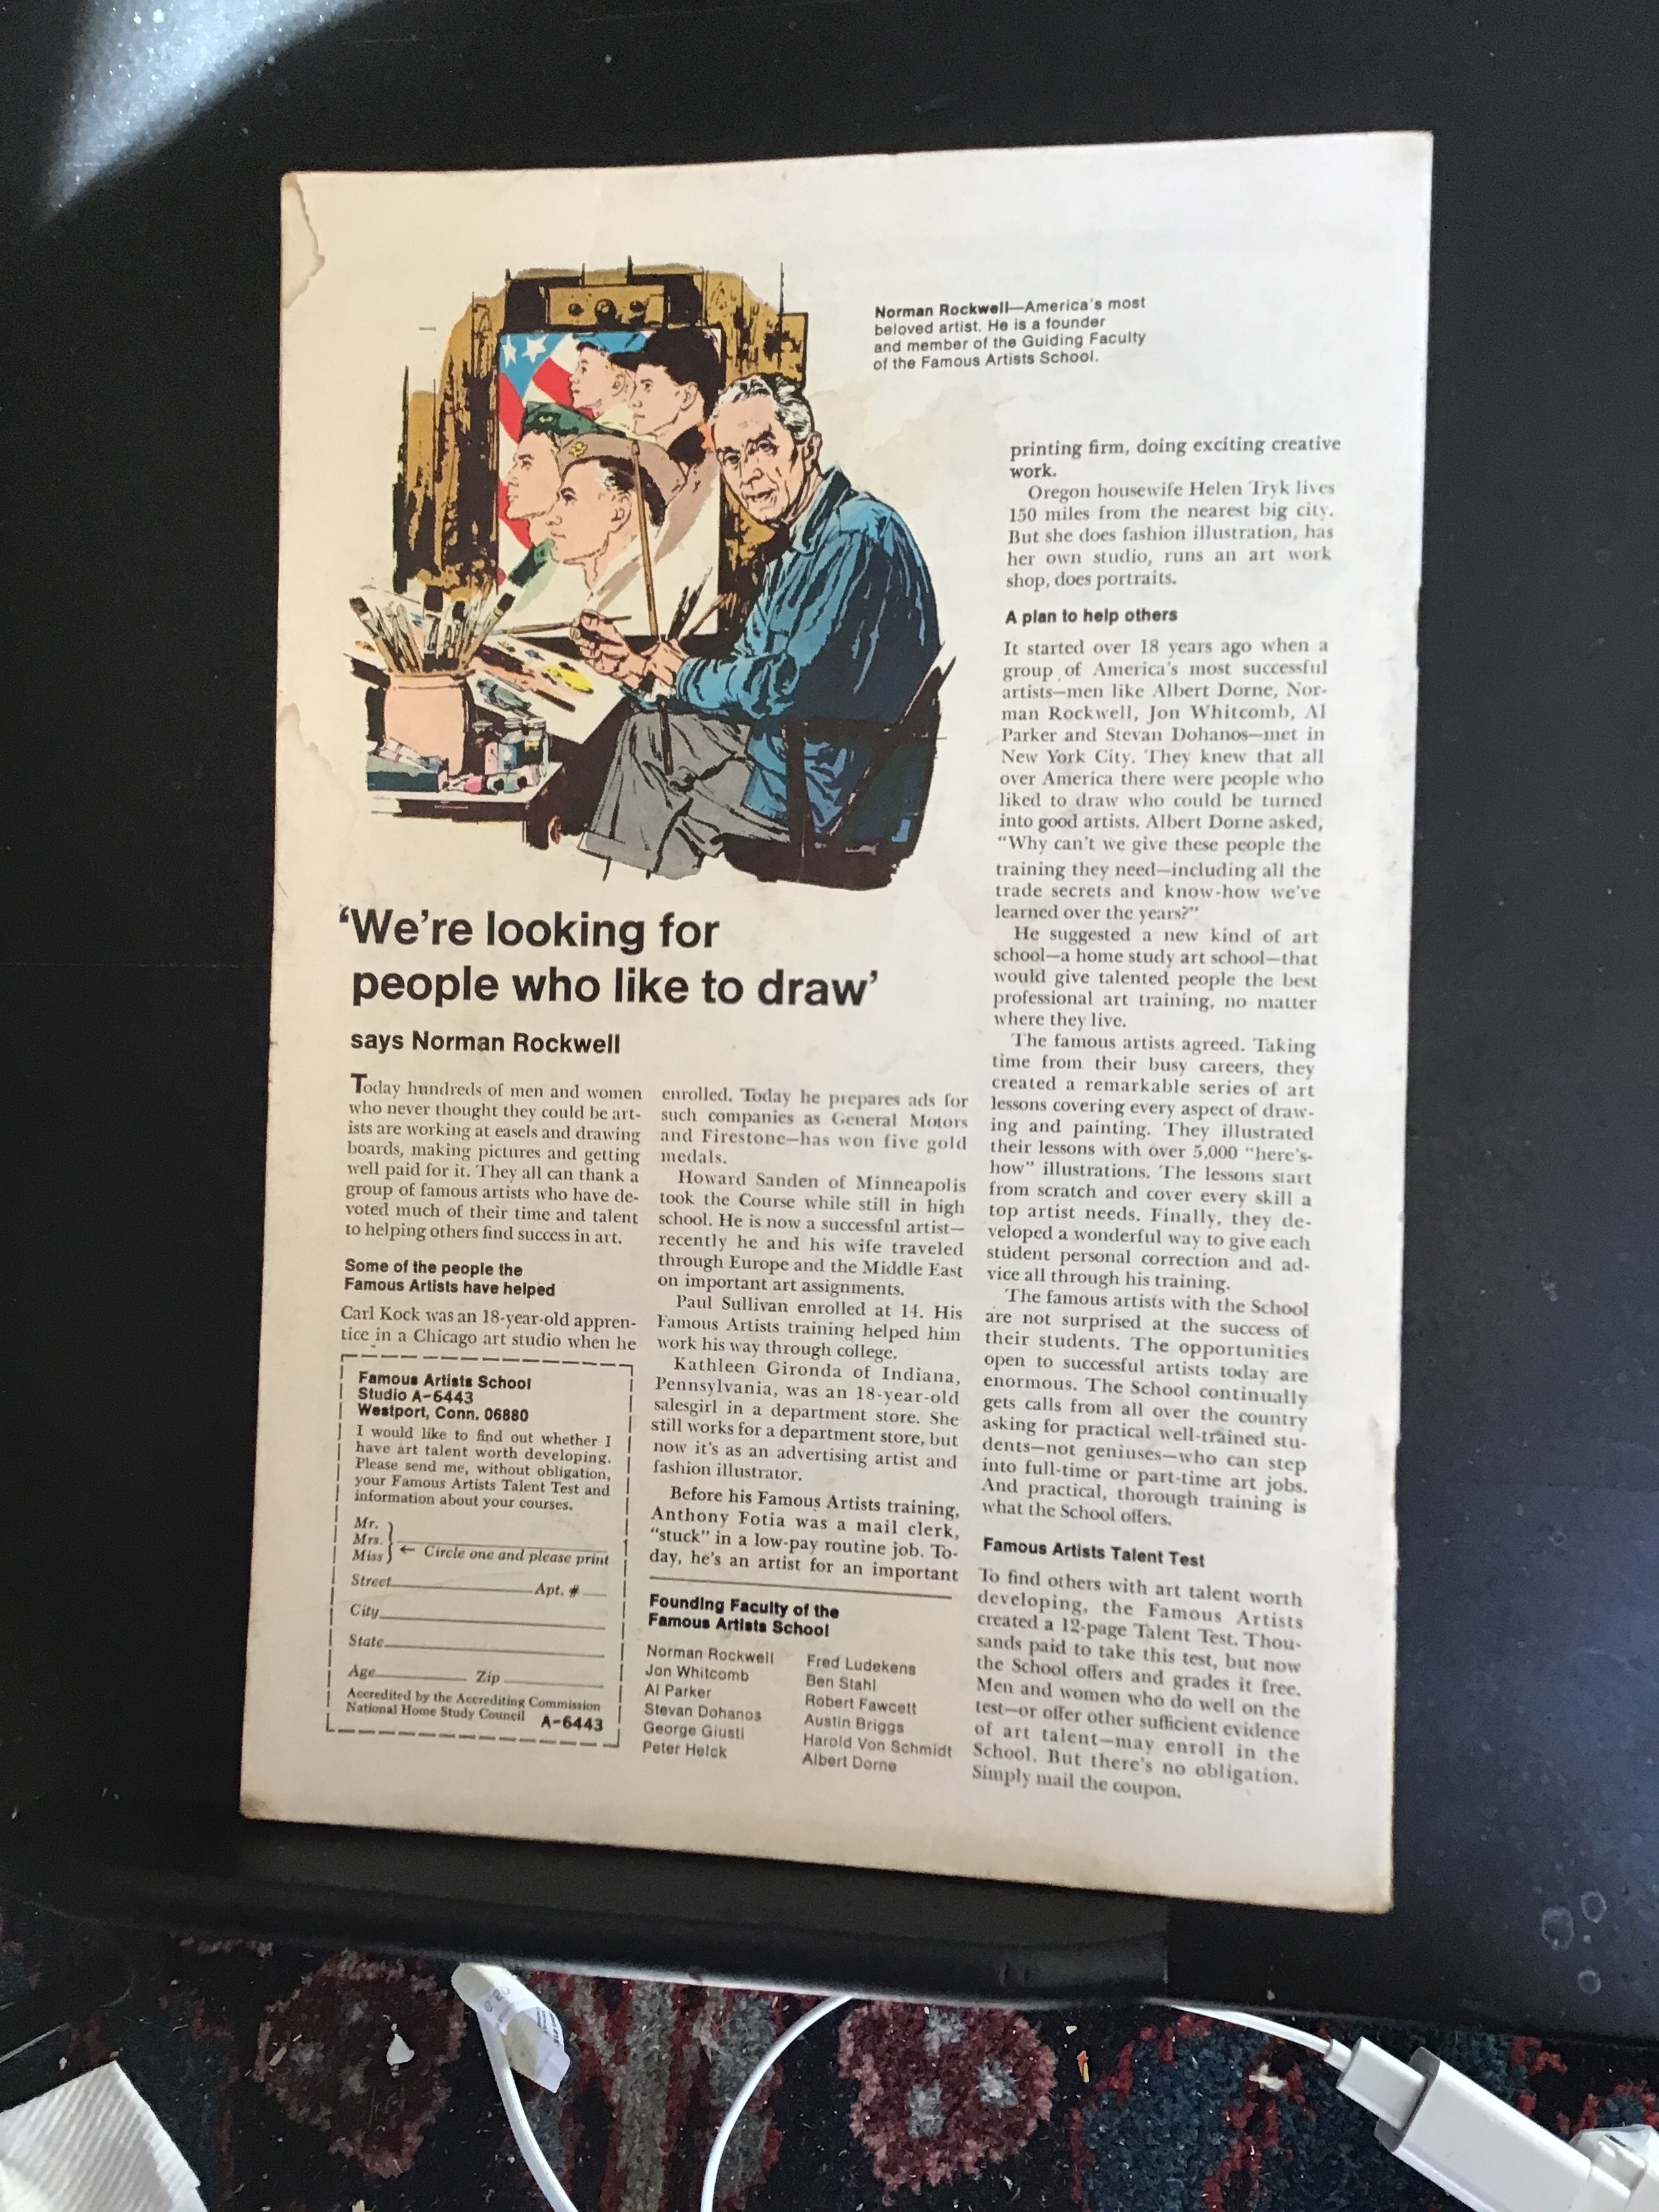 Norman Rockwell—America's most
beloved artist. He is a founder
and member of the Guiding Faculty
of the Famous Artists School.
'We're looking for
people who like to draw'
says Norman Rockwell
Today hundreds of men and women
who never thought they could be art-
ists are working at easels and drawing
boards, making pictures and getting
well paid for it. They all can thank a
group of famous artists who have de-
voted much of their time and talent
to helping others find success in art.
Some of the people the
Famous Artists have helped
Carl Kock was an 18-year-old appren-
tice in a Chicago art studio when he
enrolled. Today he prepares ads for
such companies as General Motors
and Firestone—has won five gold
medals.
Howard Sanden of Minneapolis
took the Course while still in high
school. He is now a successful artist—
recently he and his wife traveled
through Europe and the Middle East
on important art assignments.
Paul Sullivan enrolled at 14. His
Famous Artists training helped him
work his way through college.
Kathleen Gironda of Indiana,
Pennsylvania, was an 18-year-old
salesgirl in a department store. She
still works for a department store, but
now it's as an advertising artist and
fashion illustrator.
Before his Famous Artists training,
Anthony Fotia was a mail clerk,
"stuck" in a low-pay routine job. To-
day, he's an artist for an important
printing firm, doing exciting creative
work.
Oregon housewife Helen Tryk lives
150 miles from the nearest big city.
But she does fashion illustration, has
her own studio, runs an art work
shop, does portraits.
A plan to help others
It started over 18 years ago when a
group of America's most successful
artists—men like Albert Dorne, Nor-
man Rockwell, Jon Whitcomb, Al
Parker and Stevan Dohanos—met in
New York City. They knew that all
over America there were people who
liked to draw who could be turned
into good artists. Albert Dorne asked,
"Why can't we give these people the
training they need—including all the
trade secrets and know-how we've
learned over the years?"
He suggested a new kind of art
school—a home study art school—that
would give talented people the best
professional art training, no matter
where they live.
The famous artists agreed. Taking
time from their busy careers, they
created a remarkable series of art
lessons covering every aspect of draw-
ing and painting. They illustrated
their lessons with over 5,000 "here's-
how" illustrations. The lessons start
from scratch and cover every skill a
top artist needs. Finally, they de-
veloped a wonderful way to give each
student personal correction and ad-
vice all through his training.
The famous artists with the School
are not surprised at the success of
their students. The opportunities
open to successful artists today are
enormous. The School continually
gets calls from all over the country
asking for practical well-trained stu-
dents—not geniuses—who can step
into full-time or part-time art jobs.
And practical, thorough training is
what the School offers.
Famous Artists Talent Test
To find others with art talent worth
developing, the Famous Artists
created a 12-page Talent Test. Thou-
sands paid to take this test, but now
the School offers and grades it free.
Men and women who do well on the
test—or offer other sufficient evidence
of art talent—may enroll in the
School. But there's no obligation.
Simply mail the coupon.
Famous Artists School
Studio A-6443
Westport, Conn. 06880
I would like to find out whether I
have art talent worth developing.
Please send me, without obligation,
your Famous Artists Talent Test and
information about your courses.
Mr.
Mrs.
Miss ← Circle one and please print
Street Apt. #
City
State
Age Zip
Accredited by the Accrediting Commission
National Home Study Council A-6443
Founding Faculty of the
Famous Artists School
Norman Rockwell
Jon Whitcomb
Al Parker
Stevan Dohanos
George Giusti
Peter Helck
Fred Ludekens
Ben Stahl
Robert Fawcett
Austin Briggs
Harold Von Schmidt
Albert Dorne